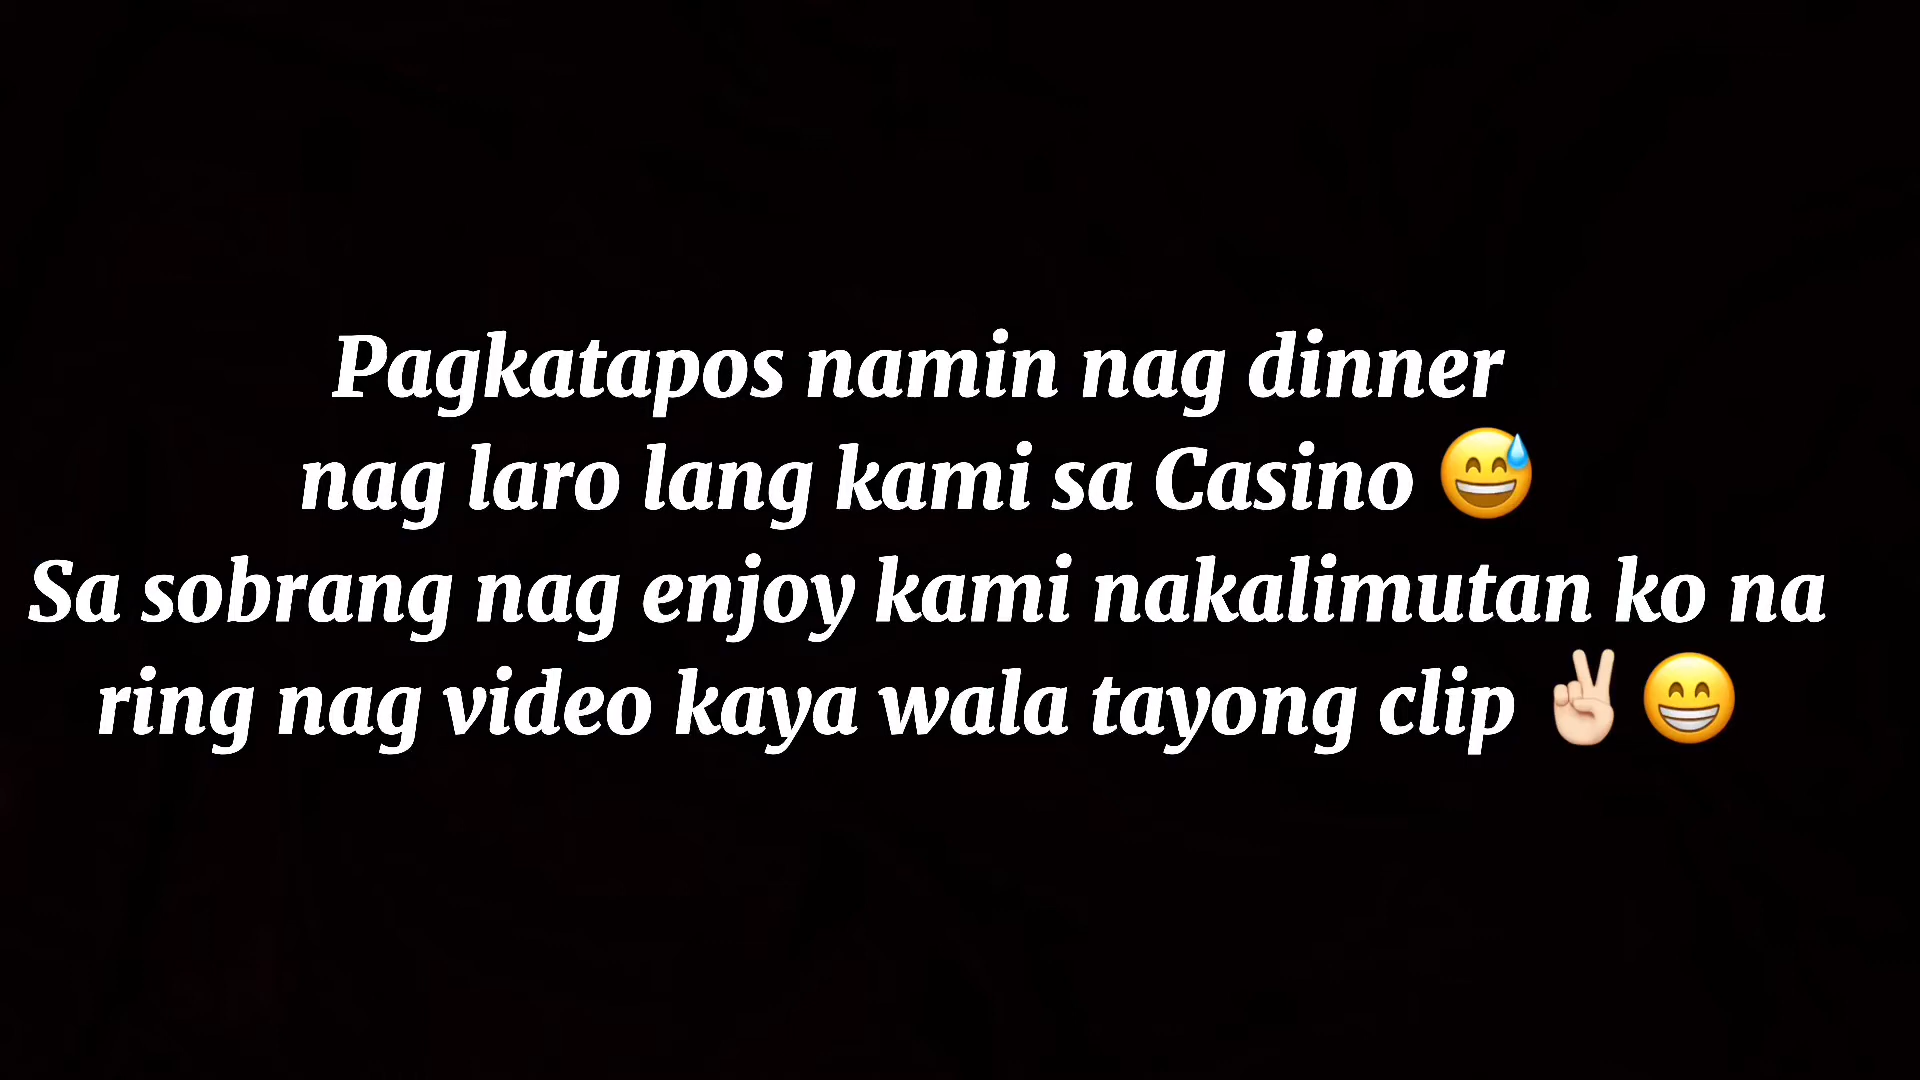 Pagkatapos namin nag dinner
nag laro lang kami sa Casino 😅
Sa sobrang nag enjoy kami nakalimutan ko na
ring nag video kaya wala tayong clip ✌🏻😁